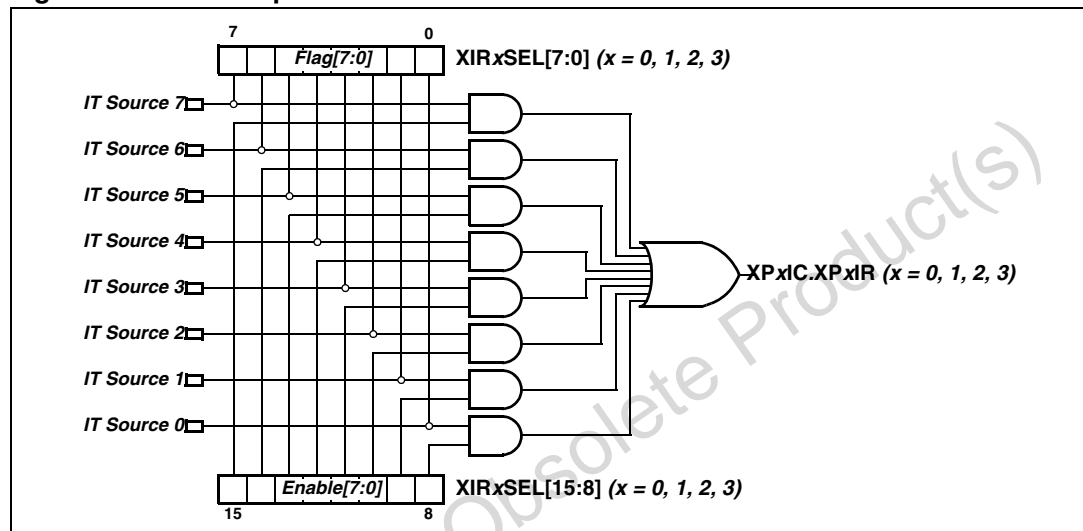 7 0
Flag[7:0] XIRxSEL[7:0] (x = 0, 1, 2, 3)
IT Source 7
IT Source 6
IT Source 5
IT Source 4
IT Source 3
IT Source 2
IT Source 1
IT Source 0
XPxIC.XPxIR (x = 0, 1, 2, 3)
Enable[7:0] XIRxSEL[15:8] (x = 0, 1, 2, 3)
15 8
Obsolete Product(s)